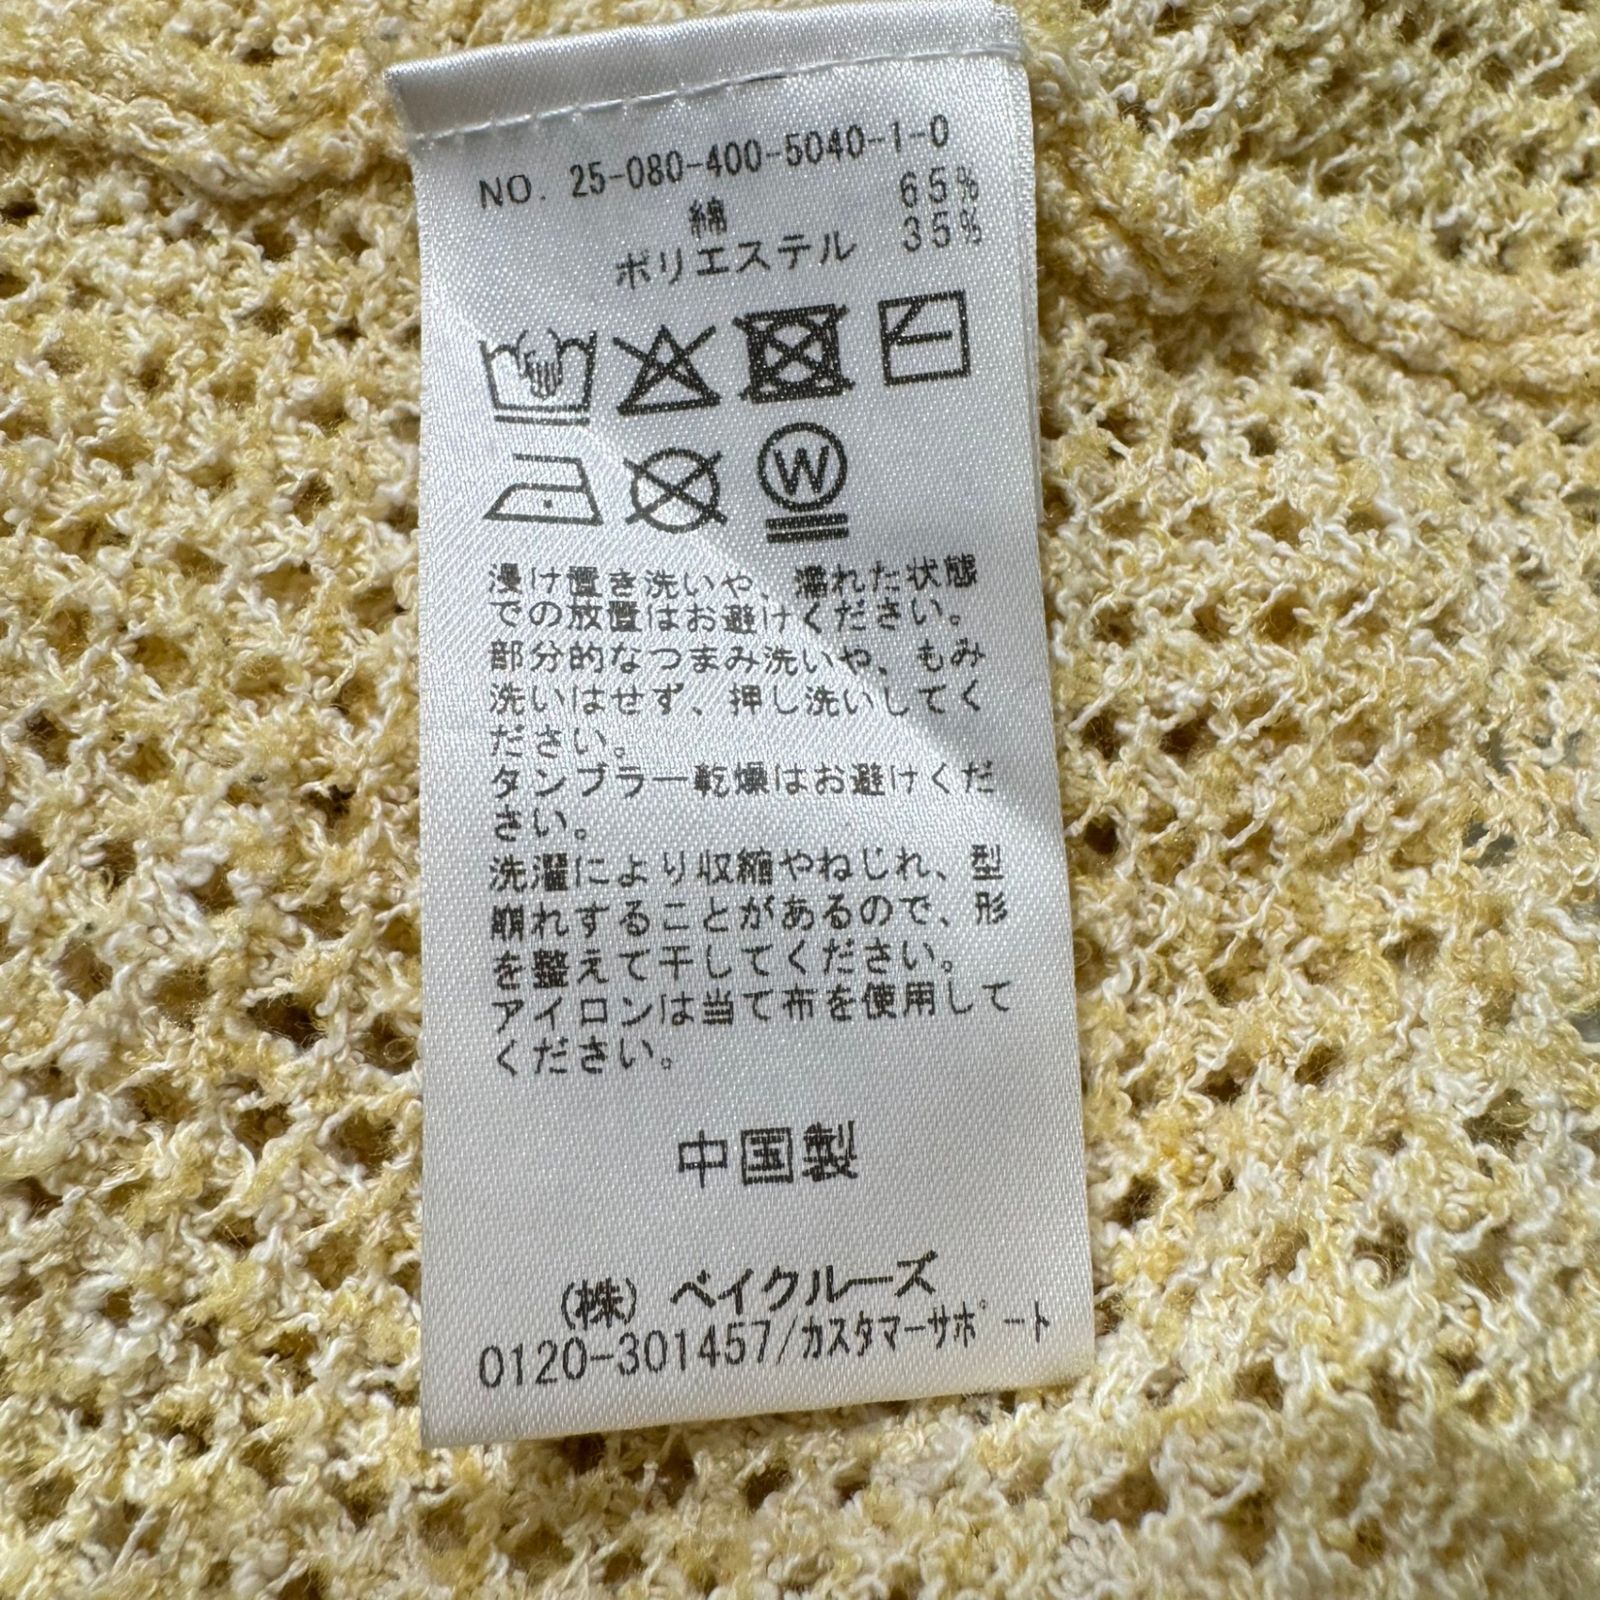 NO. 25-080-400-5040-1-0
綿 65%
ポリエステル 35%
W
浸け置き洗いや、濡れた状態
での放置はお避けください。
部分的なつまみ洗いや、もみ
洗いはせず、押し洗いしてく
ださい。
タンブラー乾燥はお避けくだ
さい。
洗濯により収縮やねじれ、型
崩れすることがあるので、形
を整えて干してください。
アイロンは当て布を使用して
ください。
中国製
(株) ベイクルーズ
0120-301457/カスタマーサポート